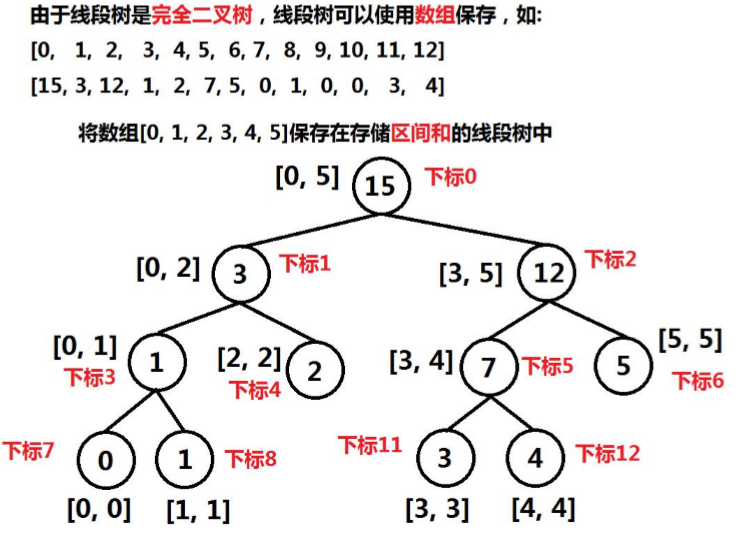 由于线段树是完全二叉树，线段树可以使用数组保存，如:
[0, 1, 2, 3, 4, 5, 6, 7, 8, 9, 10, 11, 12]
[15, 3, 12, 1, 2, 7, 5, 0, 1, 0, 0, 3, 4]
将数组[0, 1, 2, 3, 4, 5]保存在存储区间和的线段树中
[0, 5] 15 下标0
[0, 2] 3 下标1 [3, 5] 12 下标2
[0, 1] 下标3 1 [2, 2] 下标4 2 [3, 4] 7 下标5 5 [5, 5] 下标6
下标7 0 1 下标8 下标11 3 4 下标12
[0, 0] [1, 1] [3, 3] [4, 4]